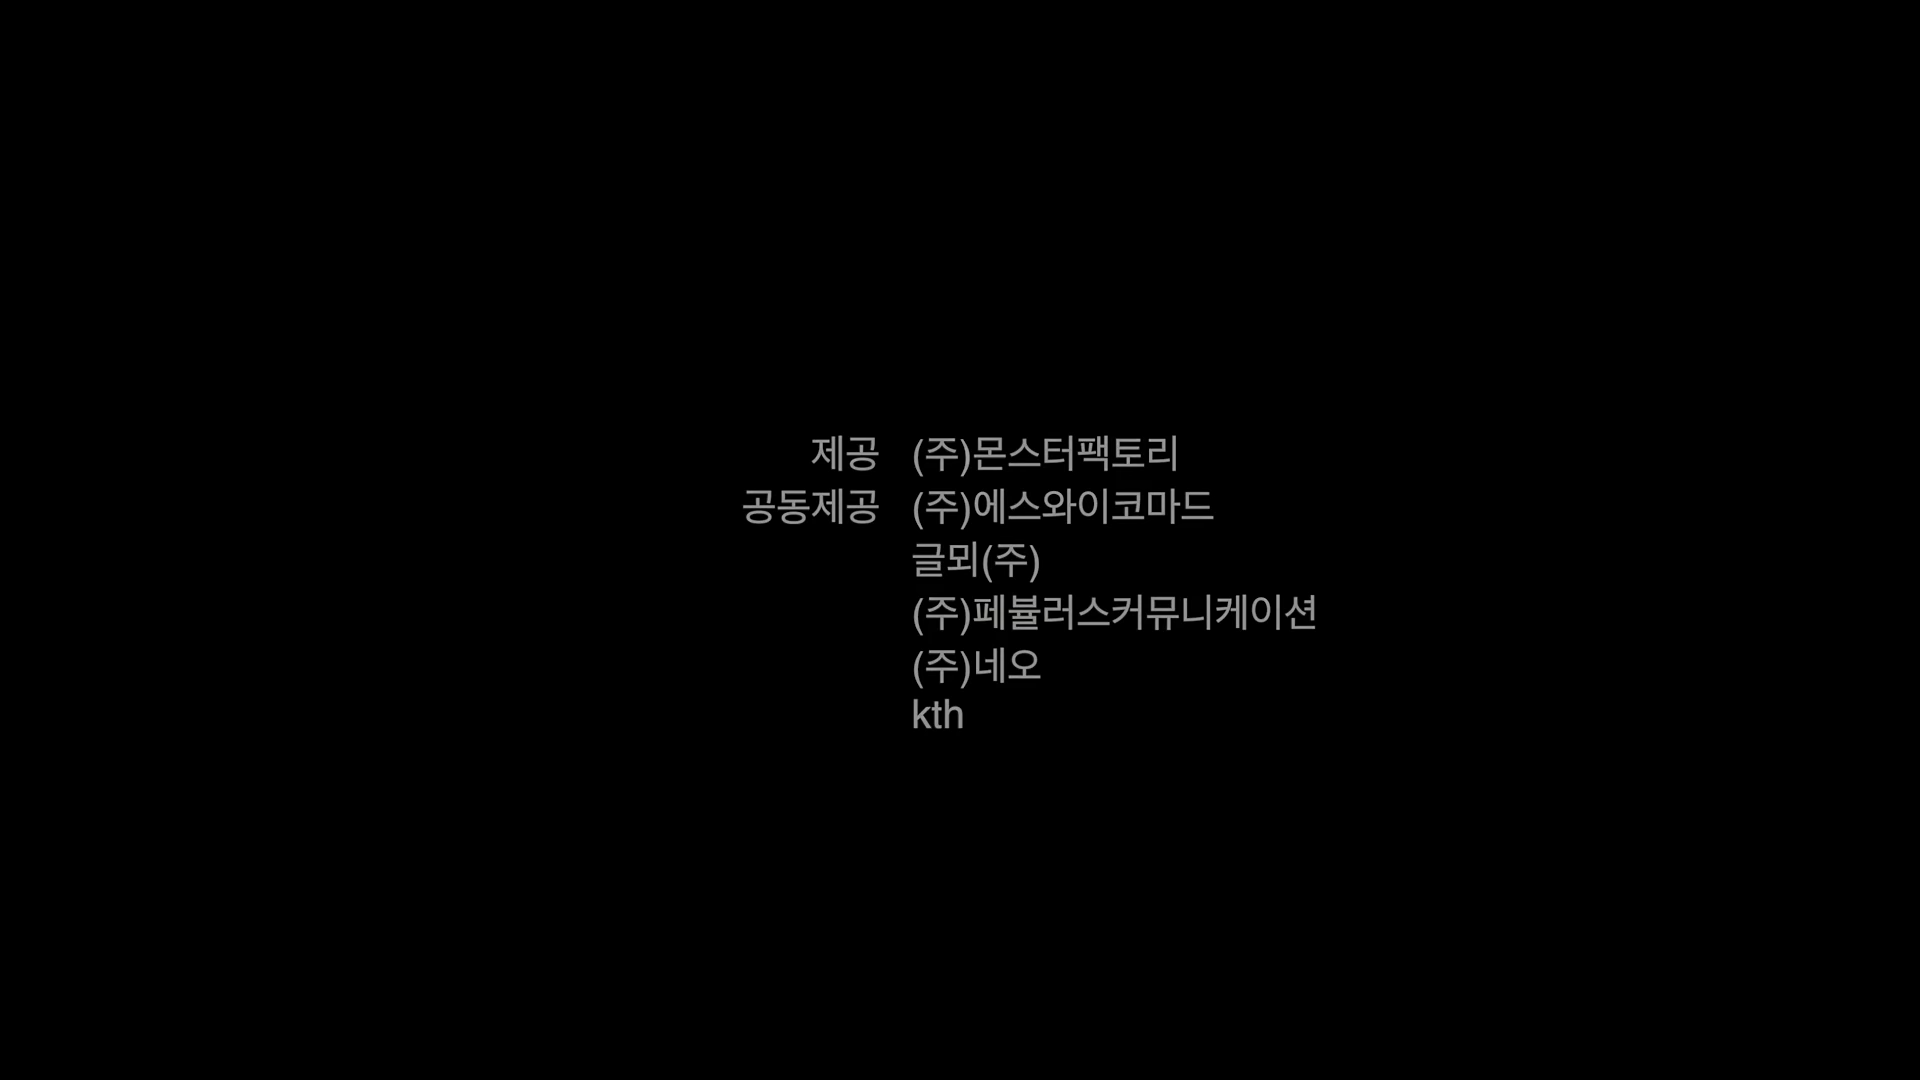 제공 (주)몬스터팩토리
공동제공 (주)에스와이코마드
글뫼(주)
(주)페뷸러스커뮤니케이션
(주)네오
kth